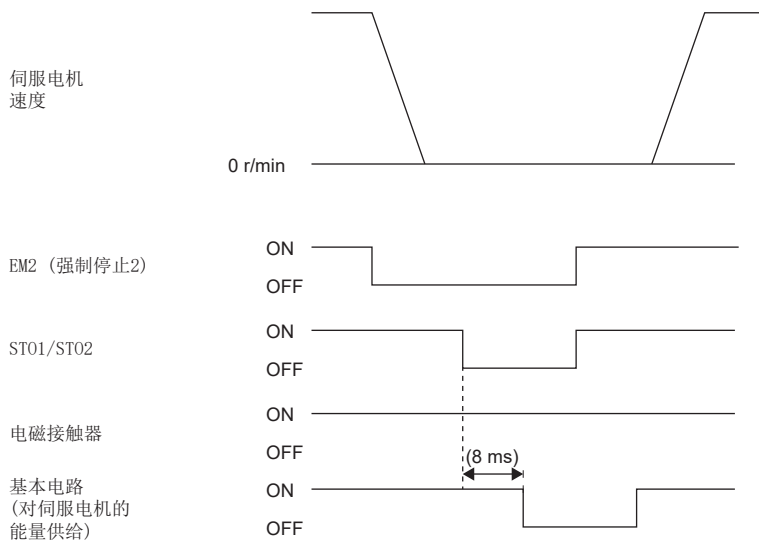 伺服电机
速度
0 r/min
EM2 (强制停止2)
ON
OFF
STO1/STO2
ON
OFF
电磁接触器
ON
OFF
(8 ms)
基本电路
(对伺服电机的
能量供给)
ON
OFF